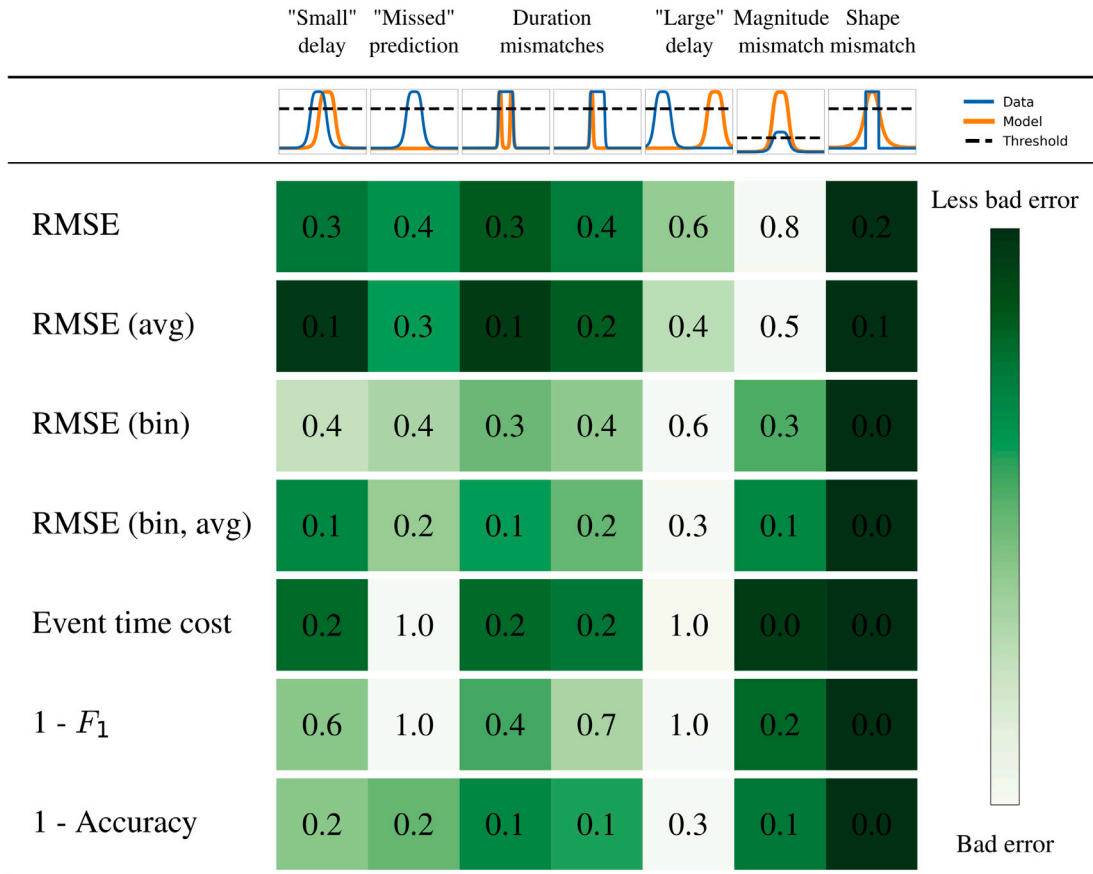 "Small" "Missed" Duration "Large" Magnitude Shape
delay prediction mismatches delay mismatch mismatch
Data
Model
Threshold
Less bad error
RMSE 0.3 0.4 0.3 0.4 0.6 0.8 0.2
RMSE (avg) 0.1 0.3 0.1 0.2 0.4 0.5 0.1
RMSE (bin) 0.4 0.4 0.3 0.4 0.6 0.3 0.0
RMSE (bin, avg) 0.1 0.2 0.1 0.2 0.3 0.1 0.0
Event time cost 0.2 1.0 0.2 0.2 1.0 0.0 0.0
1 - F₁ 0.6 1.0 0.4 0.7 1.0 0.2 0.0
1 - Accuracy 0.2 0.2 0.1 0.1 0.3 0.1 0.0
Bad error